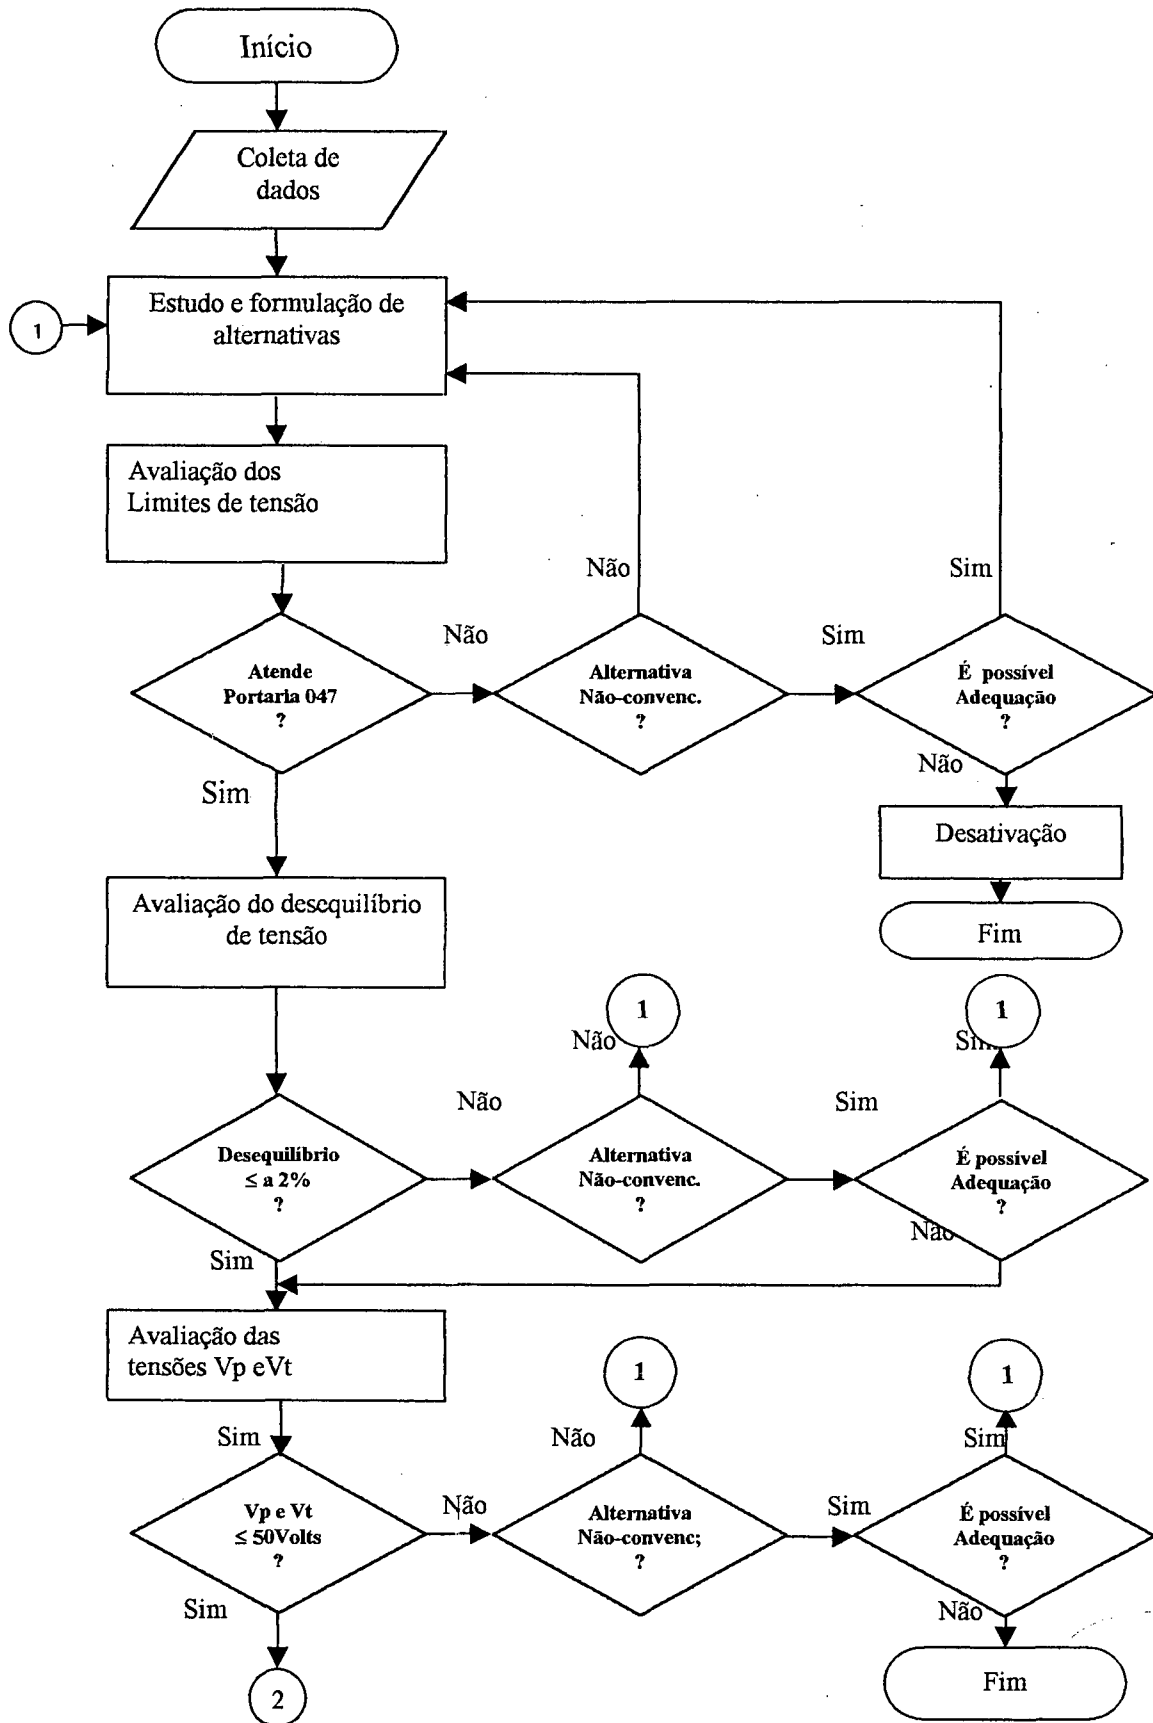 Início
Coleta de
dados
Estudo e formulação de
alternativas
1
Avaliação dos
Limites de tensão
Não
Sim
Não
Sim
Atende
Portaria 047
?
Alternativa
Não-convenc.
?
É possível
Adequação
?
Sim
Não
Desativação
Fim
Avaliação do desequilíbrio
de tensão
1
1
Não
Sim
Não
Sim
Desequilíbrio
≤ a 2%
?
Alternativa
Não-convenc.
?
É possível
Adequação
?
Sim
Não
Avaliação das
tensões Vp eVt
1
1
Sim
Não
Sim
Não
Sim
Vp e Vt
≤ 50Volts
?
Alternativa
Não-convenc;
?
É possível
Adequação
?
Sim
Não
2
Fim